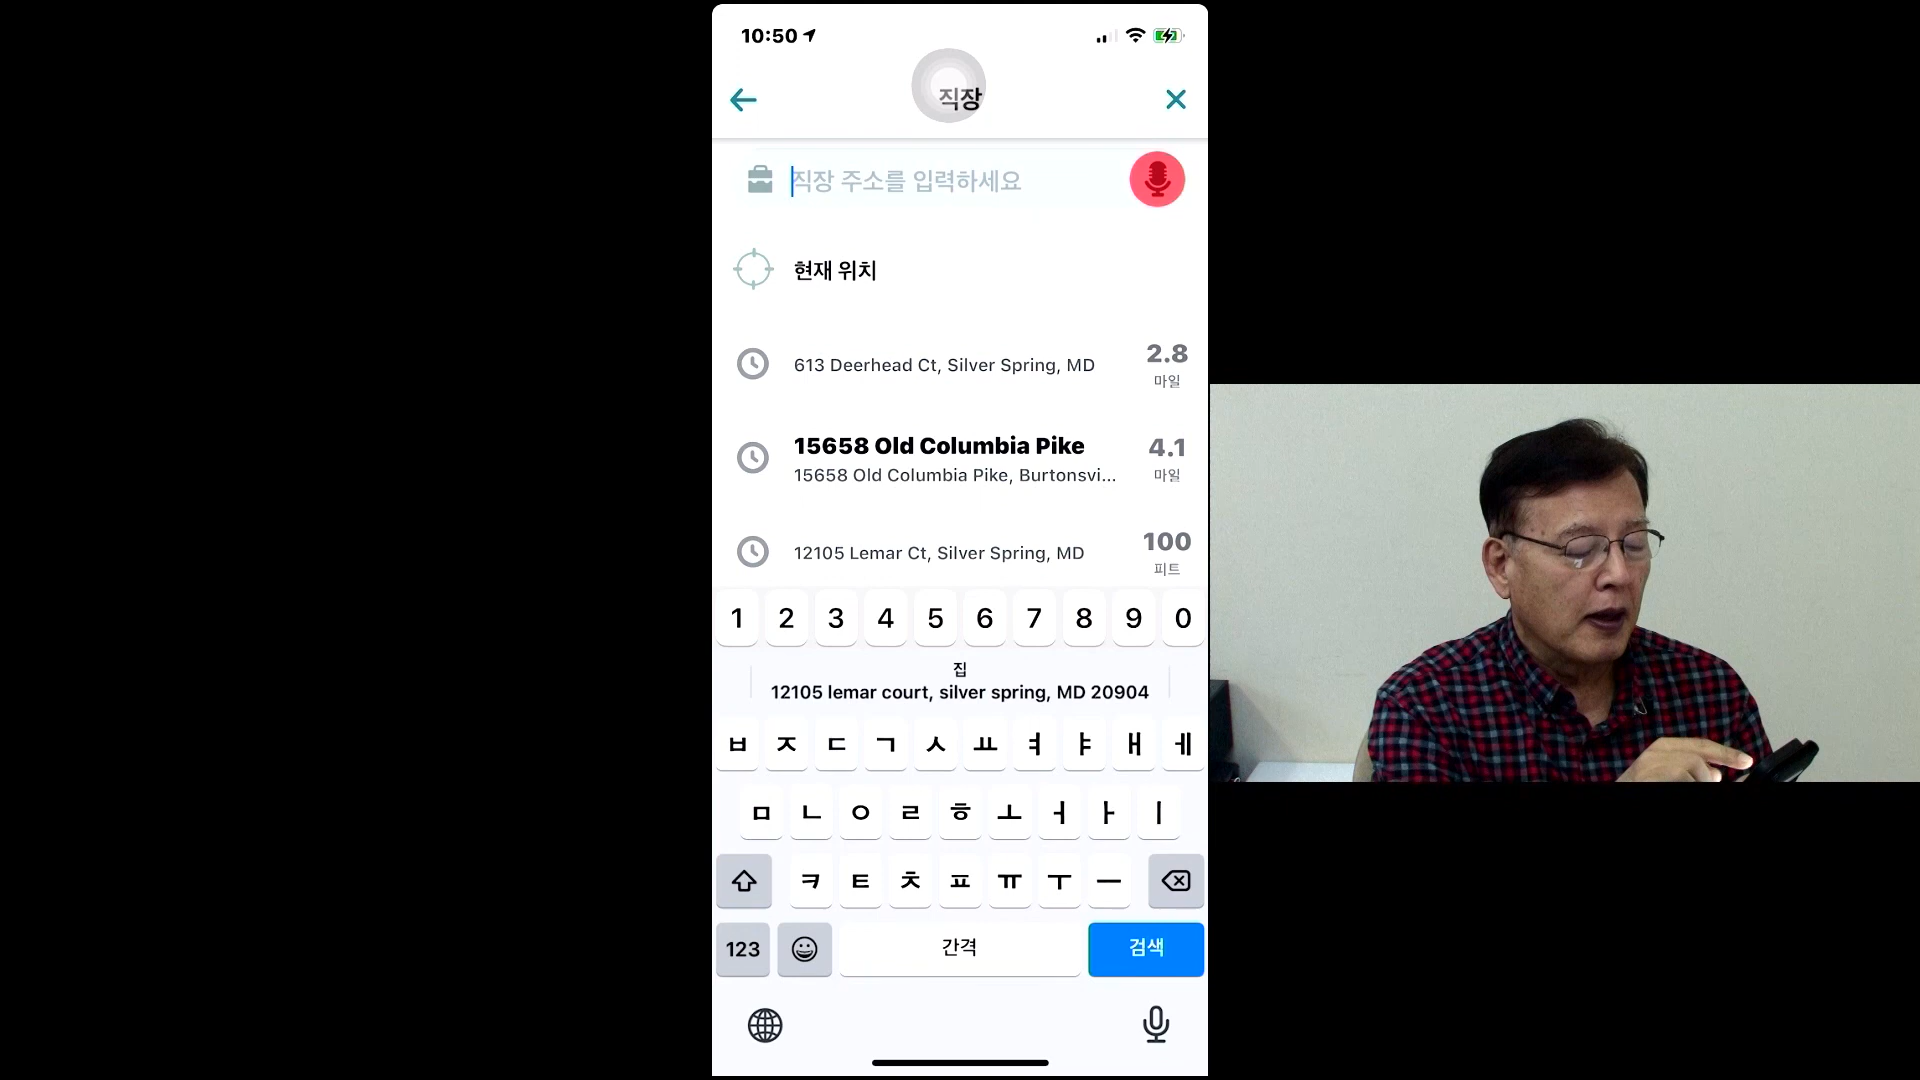 10:50
직장
직장 주소를 입력하세요
현재 위치
613 Deerhead Ct, Silver Spring, MD
2.8
마일
15658 Old Columbia Pike
15658 Old Columbia Pike, Burtonsvi...
4.1
마일
12105 Lemar Ct, Silver Spring, MD
100
피트
1 2 3 4 5 6 7 8 9 0
집
12105 lemar court, silver spring, MD 20904
ㅂ ㅈ ㄷ ㄱ ㅅ ㅛ ㅕ ㅑ ㅐ ㅔ
ㅁ ㄴ ㅇ ㄹ ㅎ ㅗ ㅓ ㅏ ㅣ
ㅋ ㅌ ㅊ ㅍ ㅠ ㅜ ㅡ
123 간격 검색